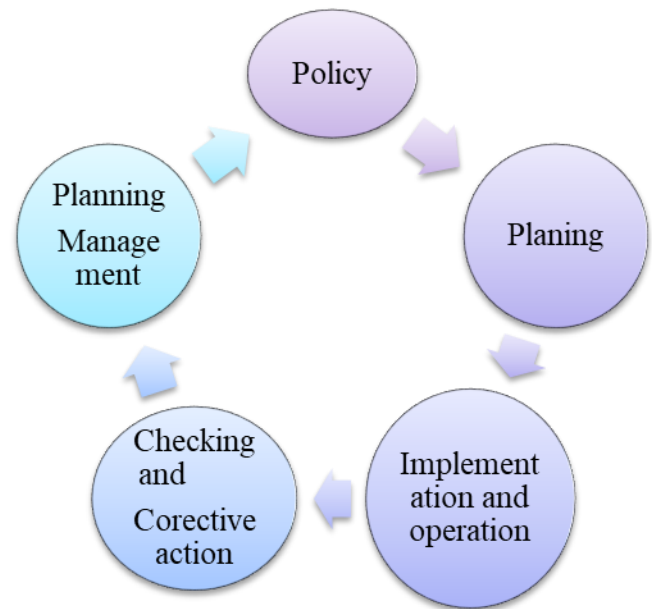 Policy
Planing
Implement
ation and
operation
Checking
and
Corective
action
Planning
Manage
ment